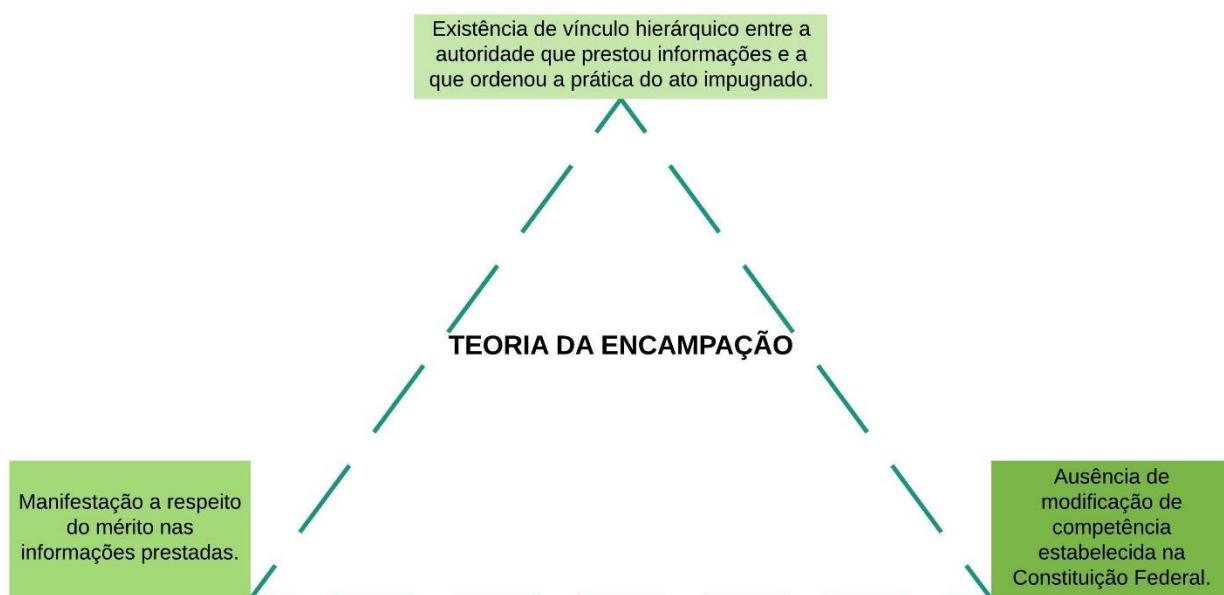 Existência de vínculo hierárquico entre a
autoridade que prestou informações e a
que ordenou a prática do ato impugnado.
TEORIA DA ENCAMPAÇÃO
Manifestação a respeito
do mérito nas
informações prestadas.
Ausência de
modificação de
competência
estabelecida na
Constituição Federal.